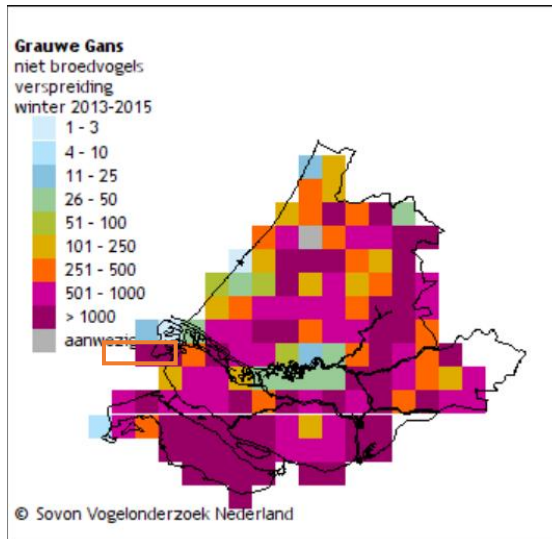 Grauwe Gans
niet broedvogels
verspreiding
winter 2013-2015
1 - 3
4 - 10
11 - 25
26 - 50
51 - 100
101 - 250
251 - 500
501 - 1000
> 1000
aanwezig
© Sovon Vogelonderzoek Nederland